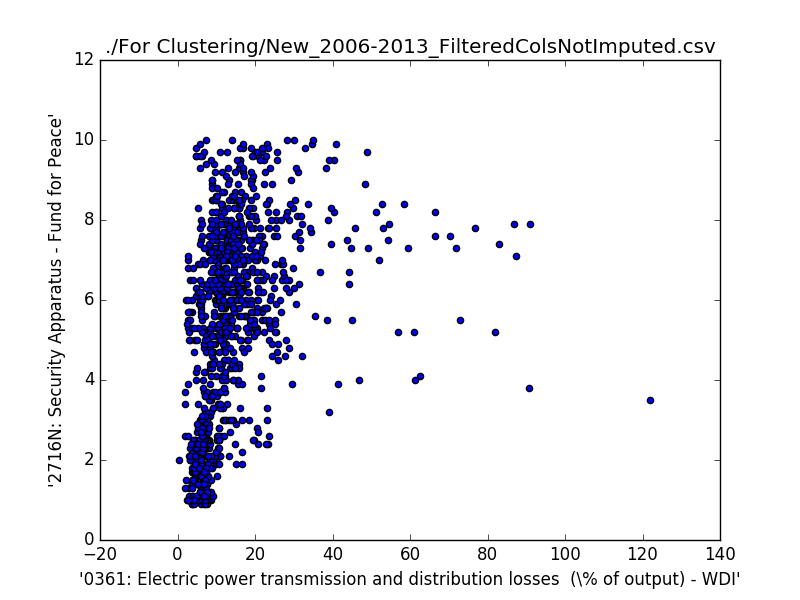 ./For Clustering/New_2006-2013_FilteredColsNotImputed.csv
12
10
8
6
4
2
0
'2716N: Security Apparatus - Fund for Peace'
−20 0 20 40 60 80 100 120 140
'0361: Electric power transmission and distribution losses  (\% of output) - WDI'